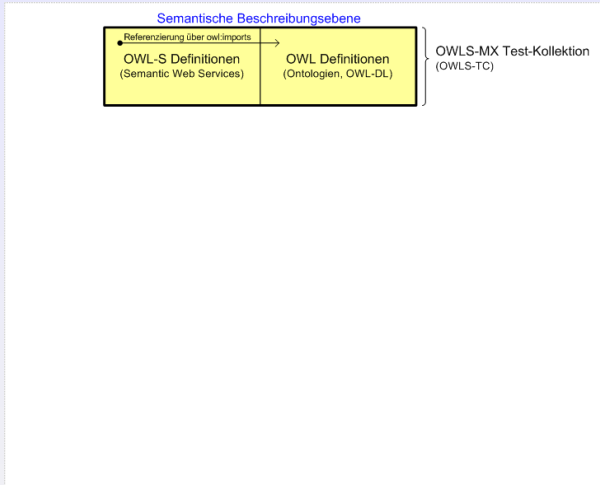 Semantische Beschreibungsebene
Referenzierung über owl:imports
OWL-S Definitionen
(Semantic Web Services)
OWL Definitionen
(Ontologien, OWL-DL)
OWLS-MX Test-Kollektion
(OWLS-TC)